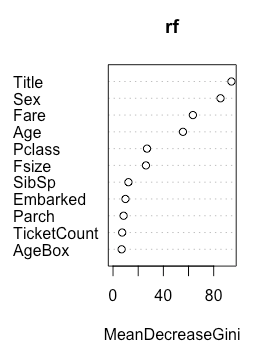 rf
Title
Sex
Fare
Age
Pclass
Fsize
SibSp
Embarked
Parch
TicketCount
AgeBox
0 40 80
MeanDecreaseGini